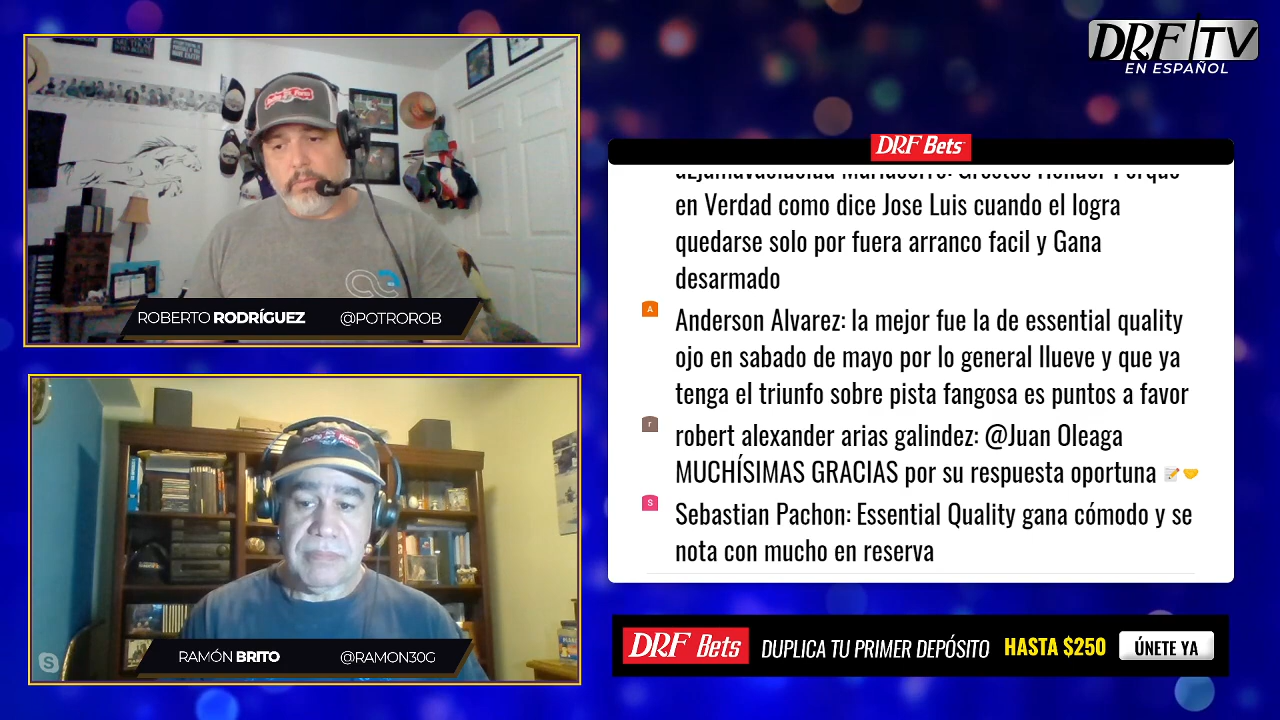 DRF TV
EN ESPAÑOL
DRF Bets
en Verdad como dice Jose Luis cuando el logra
quedarse solo por fuera arranco facil y Gana
desarmado
A
Anderson Alvarez: la mejor fue la de essential quality
ojo en sabado de mayo por lo general llueve y que ya
tenga el triunfo sobre pista fangosa es puntos a favor
r
robert alexander arias galindez: @Juan Oleaga
MUCHÍSIMAS GRACIAS por su respuesta oportuna 📝🤝
S
Sebastian Pachon: Essential Quality gana cómodo y se
nota con mucho en reserva
ROBERTO RODRÍGUEZ @POTROROB
RAMÓN BRITO @RAMON30G
DRF Bets DUPLICA TU PRIMER DEPÓSITO HASTA $250 ÚNETE YA